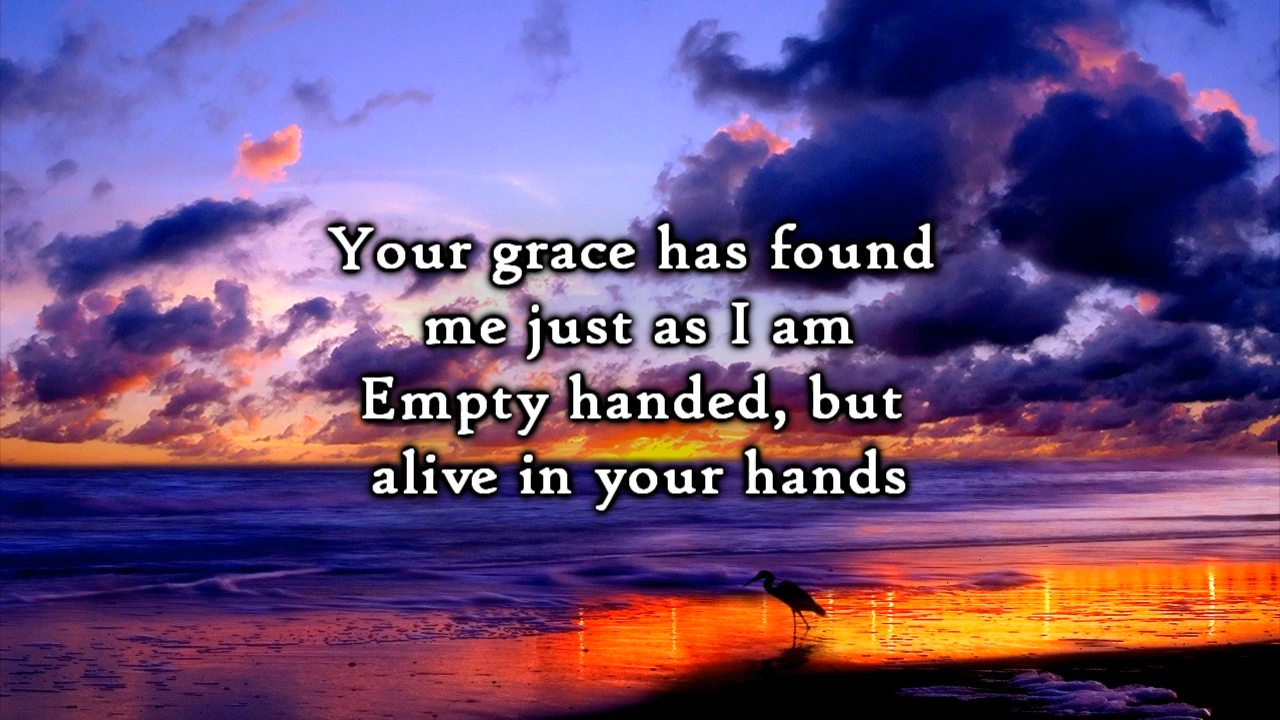 Your grace has found
me just as I am
Empty handed, but
alive in your hands